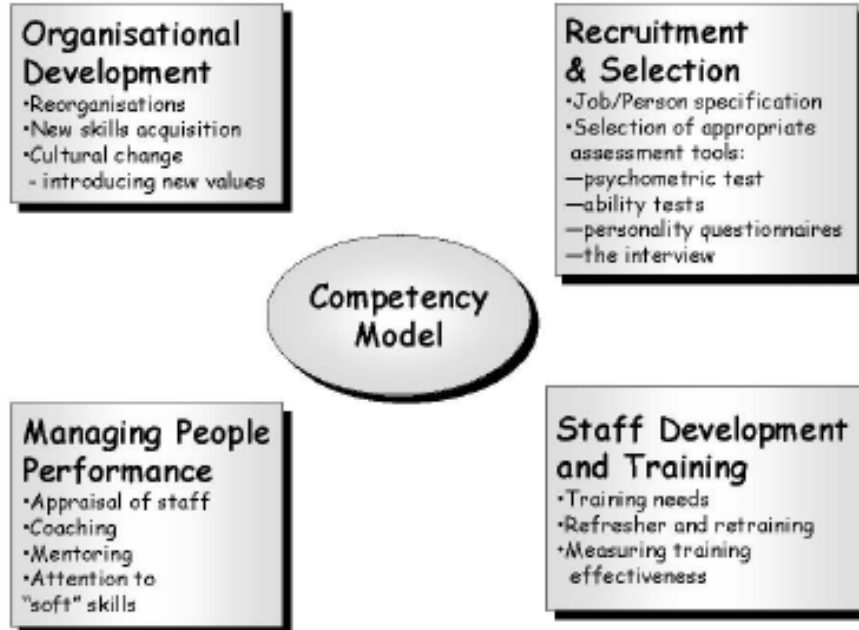 Organisational
Development
•Reorganisations
•New skills acquisition
•Cultural change
- introducing new values
Recruitment
& Selection
•Job/Person specification
•Selection of appropriate
assessment tools:
—psychometric test
—ability tests
—personality questionnaires
—the interview
Competency
Model
Managing People
Performance
•Appraisal of staff
•Coaching
•Mentoring
•Attention to
"soft" skills
Staff Development
and Training
•Training needs
•Refresher and retraining
•Measuring training
effectiveness